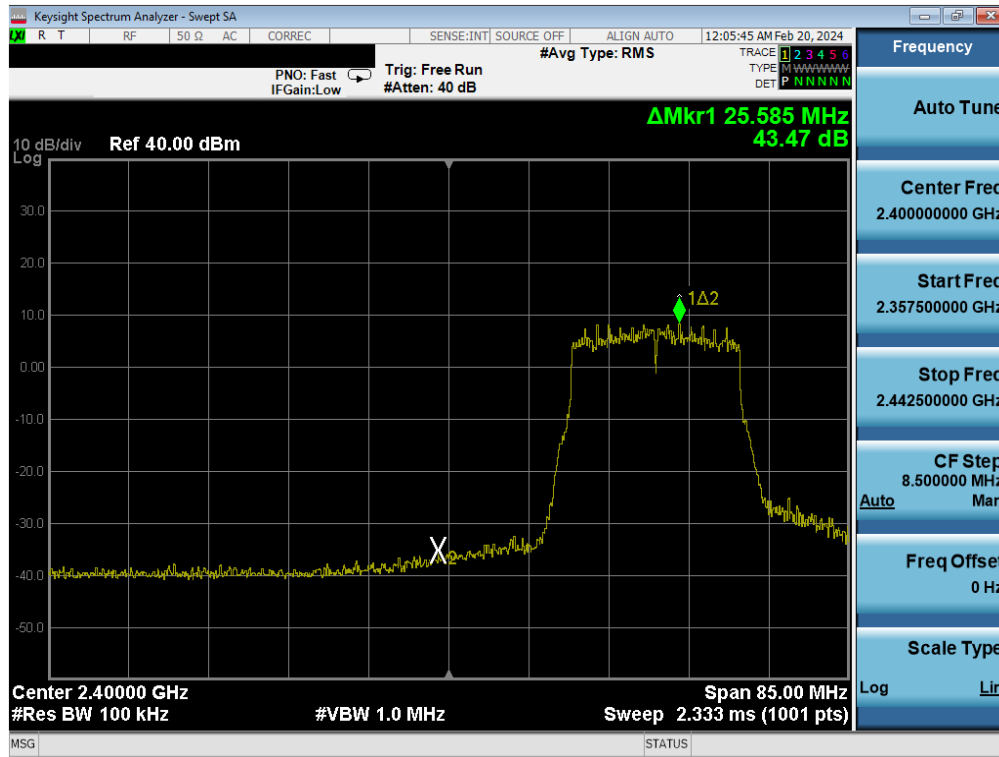 Keysight Spectrum Analyzer - Swept SA
LXI R T RF 50 Ω AC CORREC SENSE:INT SOURCE OFF ALIGN AUTO 12:05:45 AM Feb 20, 2024
#Avg Type: RMS TRACE 1 2 3 4 5 6
PNO: Fast Trig: Free Run TYPE M WWWWW
IFGain:Low #Atten: 40 dB DET P N N N N N
ΔMkr1 25.585 MHz
43.47 dB
10 dB/div Ref 40.00 dBm
Log
30.0
20.0
1Δ2
10.0
0.00
-10.0
-20.0
-30.0
X2
-40.0
-50.0
Center 2.40000 GHz Span 85.00 MHz
#Res BW 100 kHz #VBW 1.0 MHz Sweep 2.333 ms (1001 pts)
MSG STATUS
Frequency
Auto Tune
Center Freq
2.400000000 GHz
Start Freq
2.357500000 GHz
Stop Freq
2.442500000 GHz
CF Step
8.500000 MHz
Auto Man
Freq Offset
0 Hz
Scale Type
Log Lin